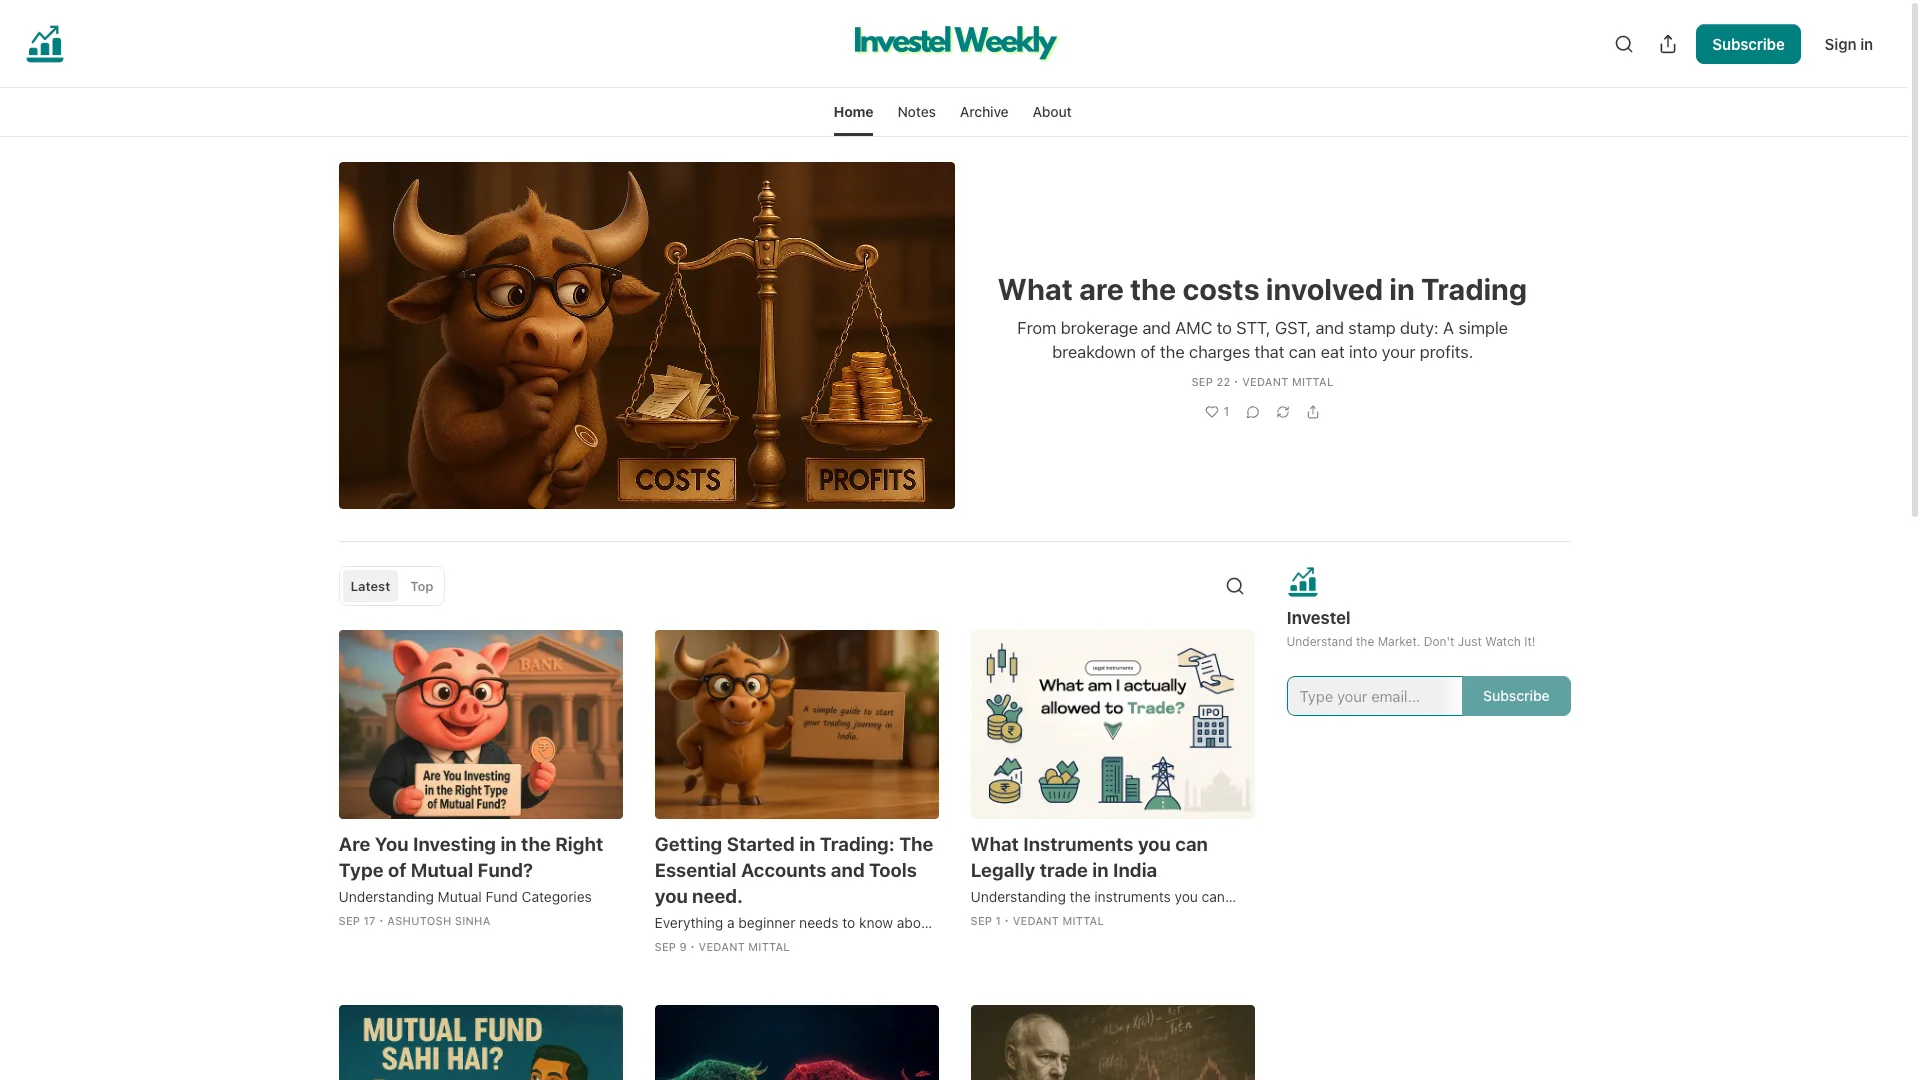 Investel Weekly
Subscribe
Sign in
Home
Notes
Archive
About
COSTS
PROFITS
What are the costs involved in Trading
From brokerage and AMC to STT, GST, and stamp duty: A simple
breakdown of the charges that can eat into your profits.
SEP 22 • VEDANT MITTAL
1
Latest
Top
Investel
Understand the Market. Don't Just Watch It!
Type your email...
Subscribe
BANK
Are You Investing
in the Right Type
of Mutual Fund?
Are You Investing in the Right
Type of Mutual Fund?
Understanding Mutual Fund Categories
SEP 17 • ASHUTOSH SINHA
A simple guide to start
your trading journey in
India.
Getting Started in Trading: The
Essential Accounts and Tools
you need.
Everything a beginner needs to know abo...
SEP 9 • VEDANT MITTAL
Legal Instruments
What am I actually
allowed to Trade?
IPO
What Instruments you can
Legally trade in India
Understanding the instruments you can...
SEP 1 • VEDANT MITTAL
MUTUAL FUND
SAHI HAI?